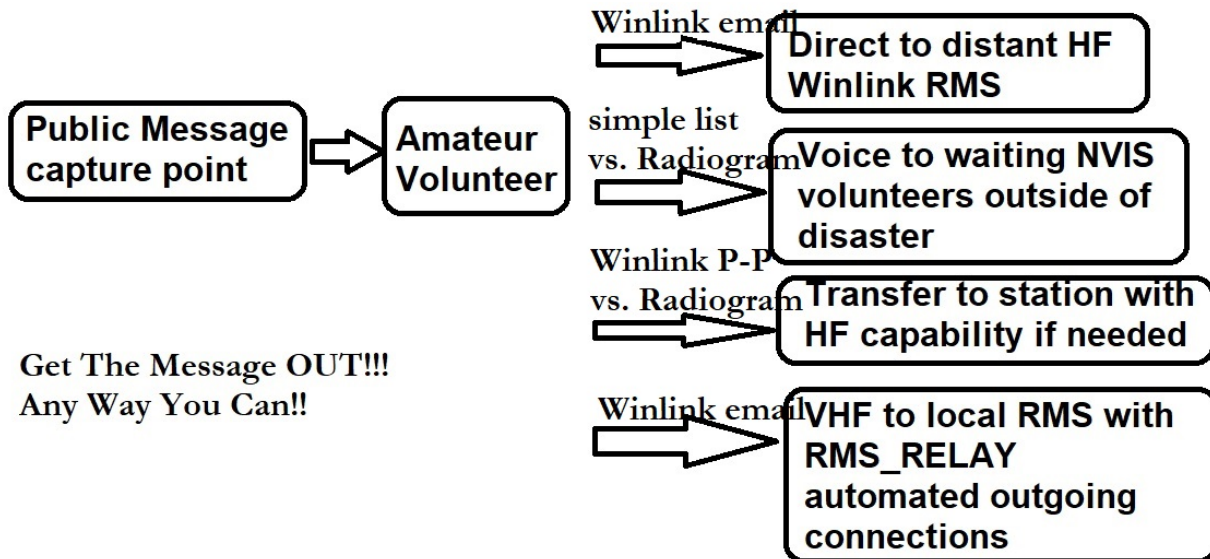 Public Message
capture point
Amateur
Volunteer
Winlink email
Direct to distant HF
Winlink RMS
simple list
vs. Radiogram
Voice to waiting NVIS
volunteers outside of
disaster
Winlink P-P
vs. Radiogram
Transfer to station with
HF capability if needed
Winlink email
VHF to local RMS with
RMS_RELAY
automated outgoing
connections
Get The Message OUT!!!
Any Way You Can!!